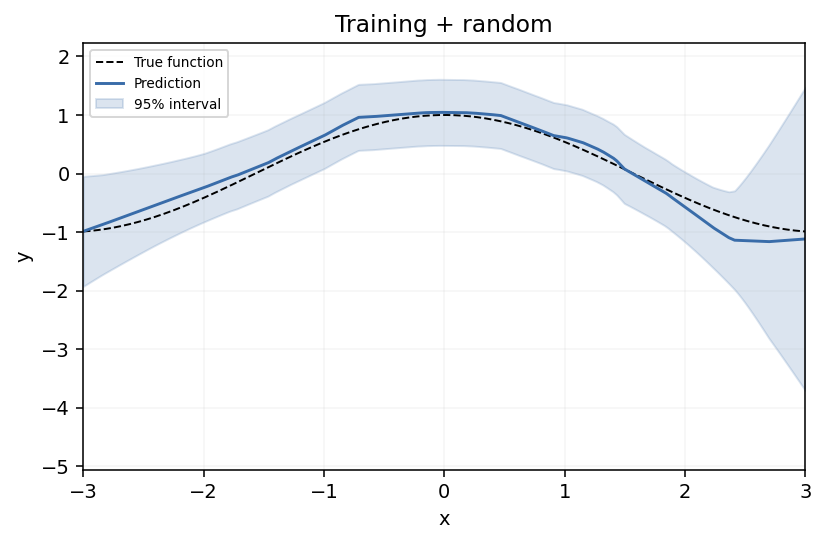 Training + random
True function
Prediction
95% interval
y
2
1
0
−1
−2
−3
−4
−5
−3 −2 −1 0 1 2 3
x